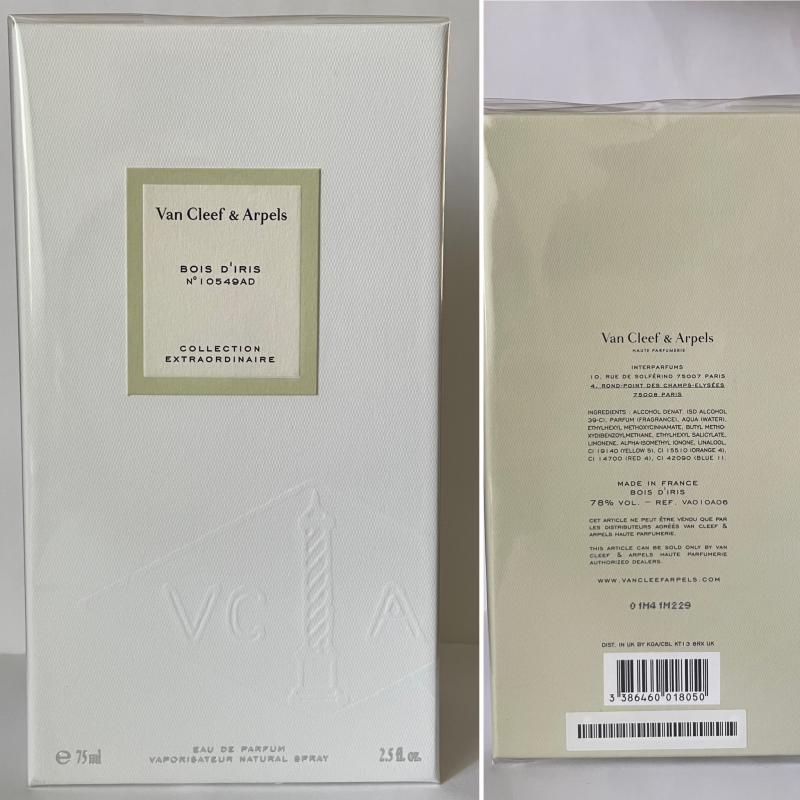 Van Cleef & Arpels
BOIS D'IRIS
N°10549AD
COLLECTION
EXTRAORDINAIRE
VC A
e 75 ml
EAU DE PARFUM
VAPORISATEUR NATURAL SPRAY
2.5 fl. oz.
Van Cleef & Arpels
HAUTE PARFUMERIE
INTERPARFUMS
10, RUE DE SOLFÉRINO 75007 PARIS
4, ROND-POINT DES CHAMPS-ELYSÉES
75008 PARIS
INGREDIENTS : ALCOHOL DENAT. (SD ALCOHOL
39-C), PARFUM (FRAGRANCE), AQUA (WATER),
ETHYLHEXYL METHOXYCINNAMATE, BUTYL METHO-
XYDIBENZOYLMETHANE, ETHYLHEXYL SALICYLATE,
LIMONENE, ALPHA-ISOMETHYL IONONE, LINALOOL,
CI 19140 (YELLOW 5), CI 15510 (ORANGE 4),
CI 14700 (RED 4), CI 42090 (BLUE 1).
MADE IN FRANCE
BOIS D'IRIS
78% VOL. – REF. VA010A06
CET ARTICLE NE PEUT ÊTRE VENDU QUE PAR
LES DISTRIBUTEURS AGRÉÉS VAN CLEEF &
ARPELS HAUTE PARFUMERIE.
THIS ARTICLE CAN BE SOLD ONLY BY VAN
CLEEF & ARPELS HAUTE PARFUMERIE
AUTHORIZED DEALERS.
WWW.VANCLEEFARPELS.COM
01M41M229
DIST. IN UK BY KGA/CBL KT13 8RX UK
3 386460 018050